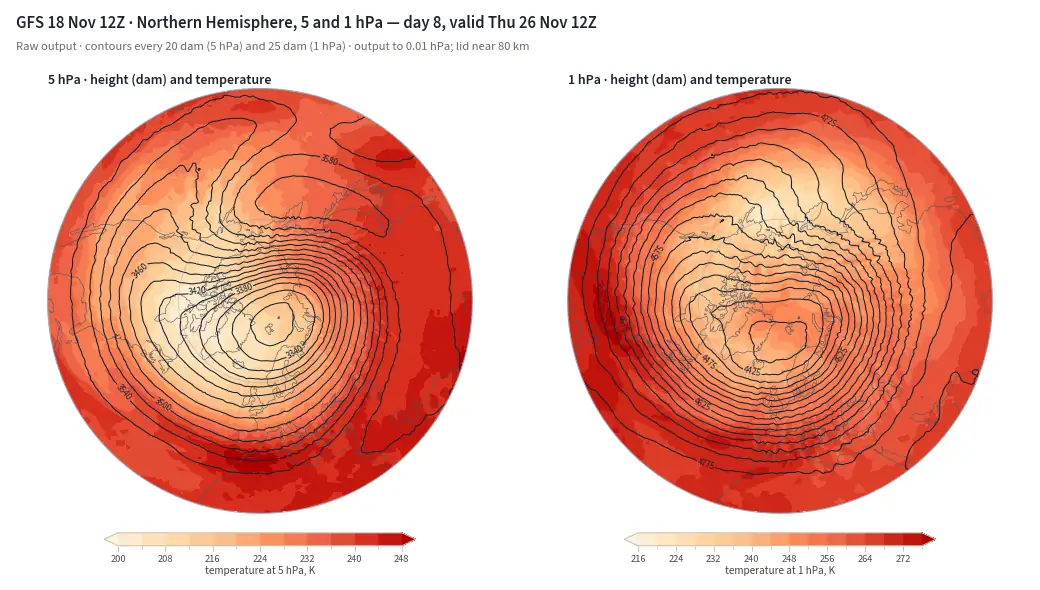 GFS 18 Nov 12Z · Northern Hemisphere, 5 and 1 hPa — day 8, valid Thu 26 Nov 12Z
Raw output · contours every 20 dam (5 hPa) and 25 dam (1 hPa) · output to 0.01 hPa; lid near 80 km
5 hPa · height (dam) and temperature
1 hPa · height (dam) and temperature
3580
3460
3420
3380
3340
3540
3500
4725
4675
4475
4425
4525
4625
4775
200 208 216 224 232 240 248
temperature at 5 hPa, K
216 224 232 240 248 256 264 272
temperature at 1 hPa, K